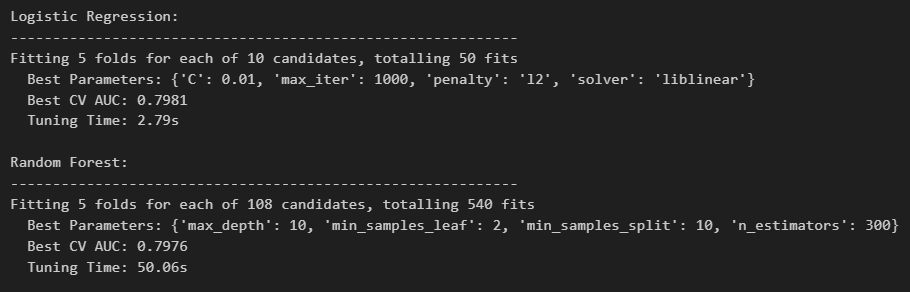 Logistic Regression:
------------------------------------------------------------
Fitting 5 folds for each of 10 candidates, totalling 50 fits
  Best Parameters: {'C': 0.01, 'max_iter': 1000, 'penalty': 'l2', 'solver': 'liblinear'}
  Best CV AUC: 0.7981
  Tuning Time: 2.79s

Random Forest:
------------------------------------------------------------
Fitting 5 folds for each of 108 candidates, totalling 540 fits
  Best Parameters: {'max_depth': 10, 'min_samples_leaf': 2, 'min_samples_split': 10, 'n_estimators': 300}
  Best CV AUC: 0.7976
  Tuning Time: 50.06s